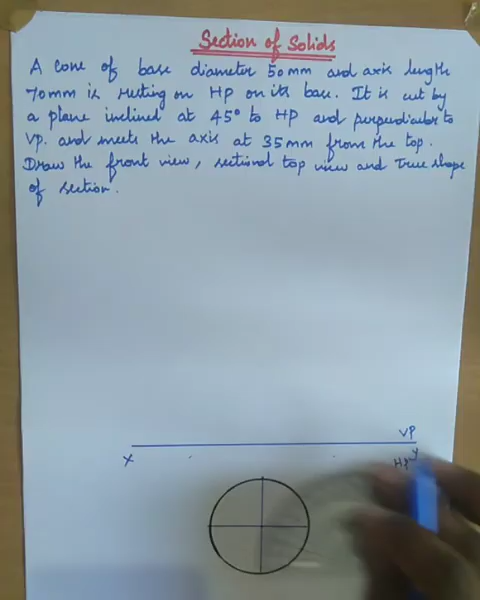 Section of Solids
A cone of base diameter 50mm and axis length
70mm is resting on HP on its base. It is cut by
a plane inclined at 45° to HP and perpendicular to
VP. and meets the axis at 35mm from the top.
Draw the front view, sectional top view and True shape
of section.
VP
X
HP
Y